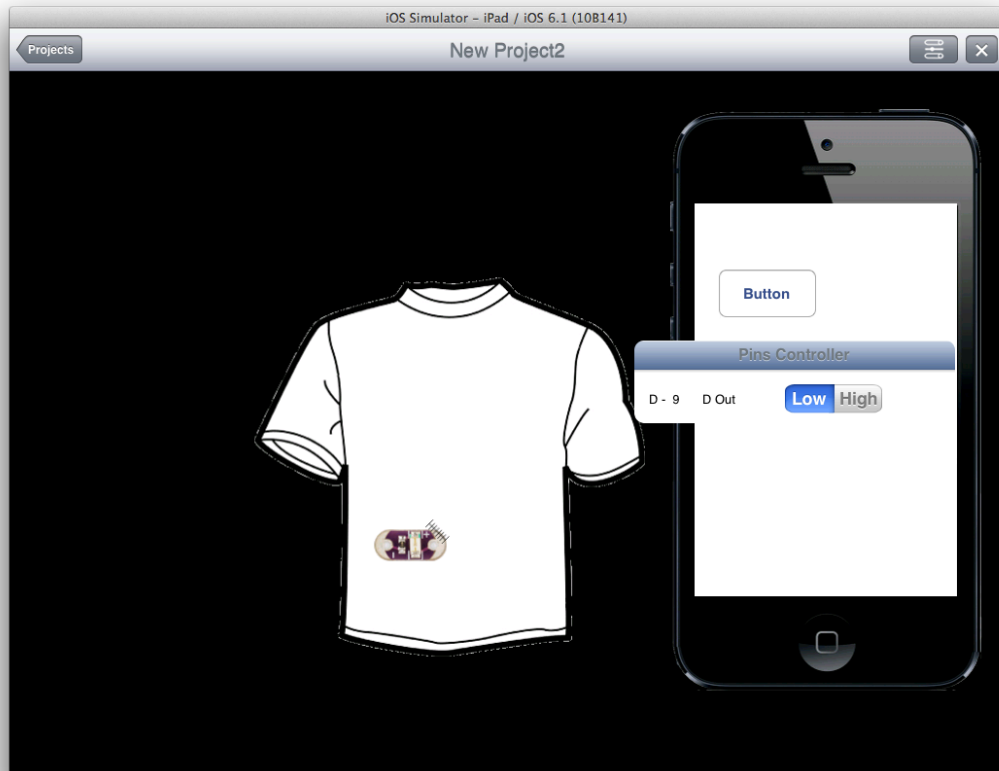 iOS Simulator – iPad / iOS 6.1 (10B141)
Projects
New Project2
Button
Pins Controller
D - 9 D Out Low High